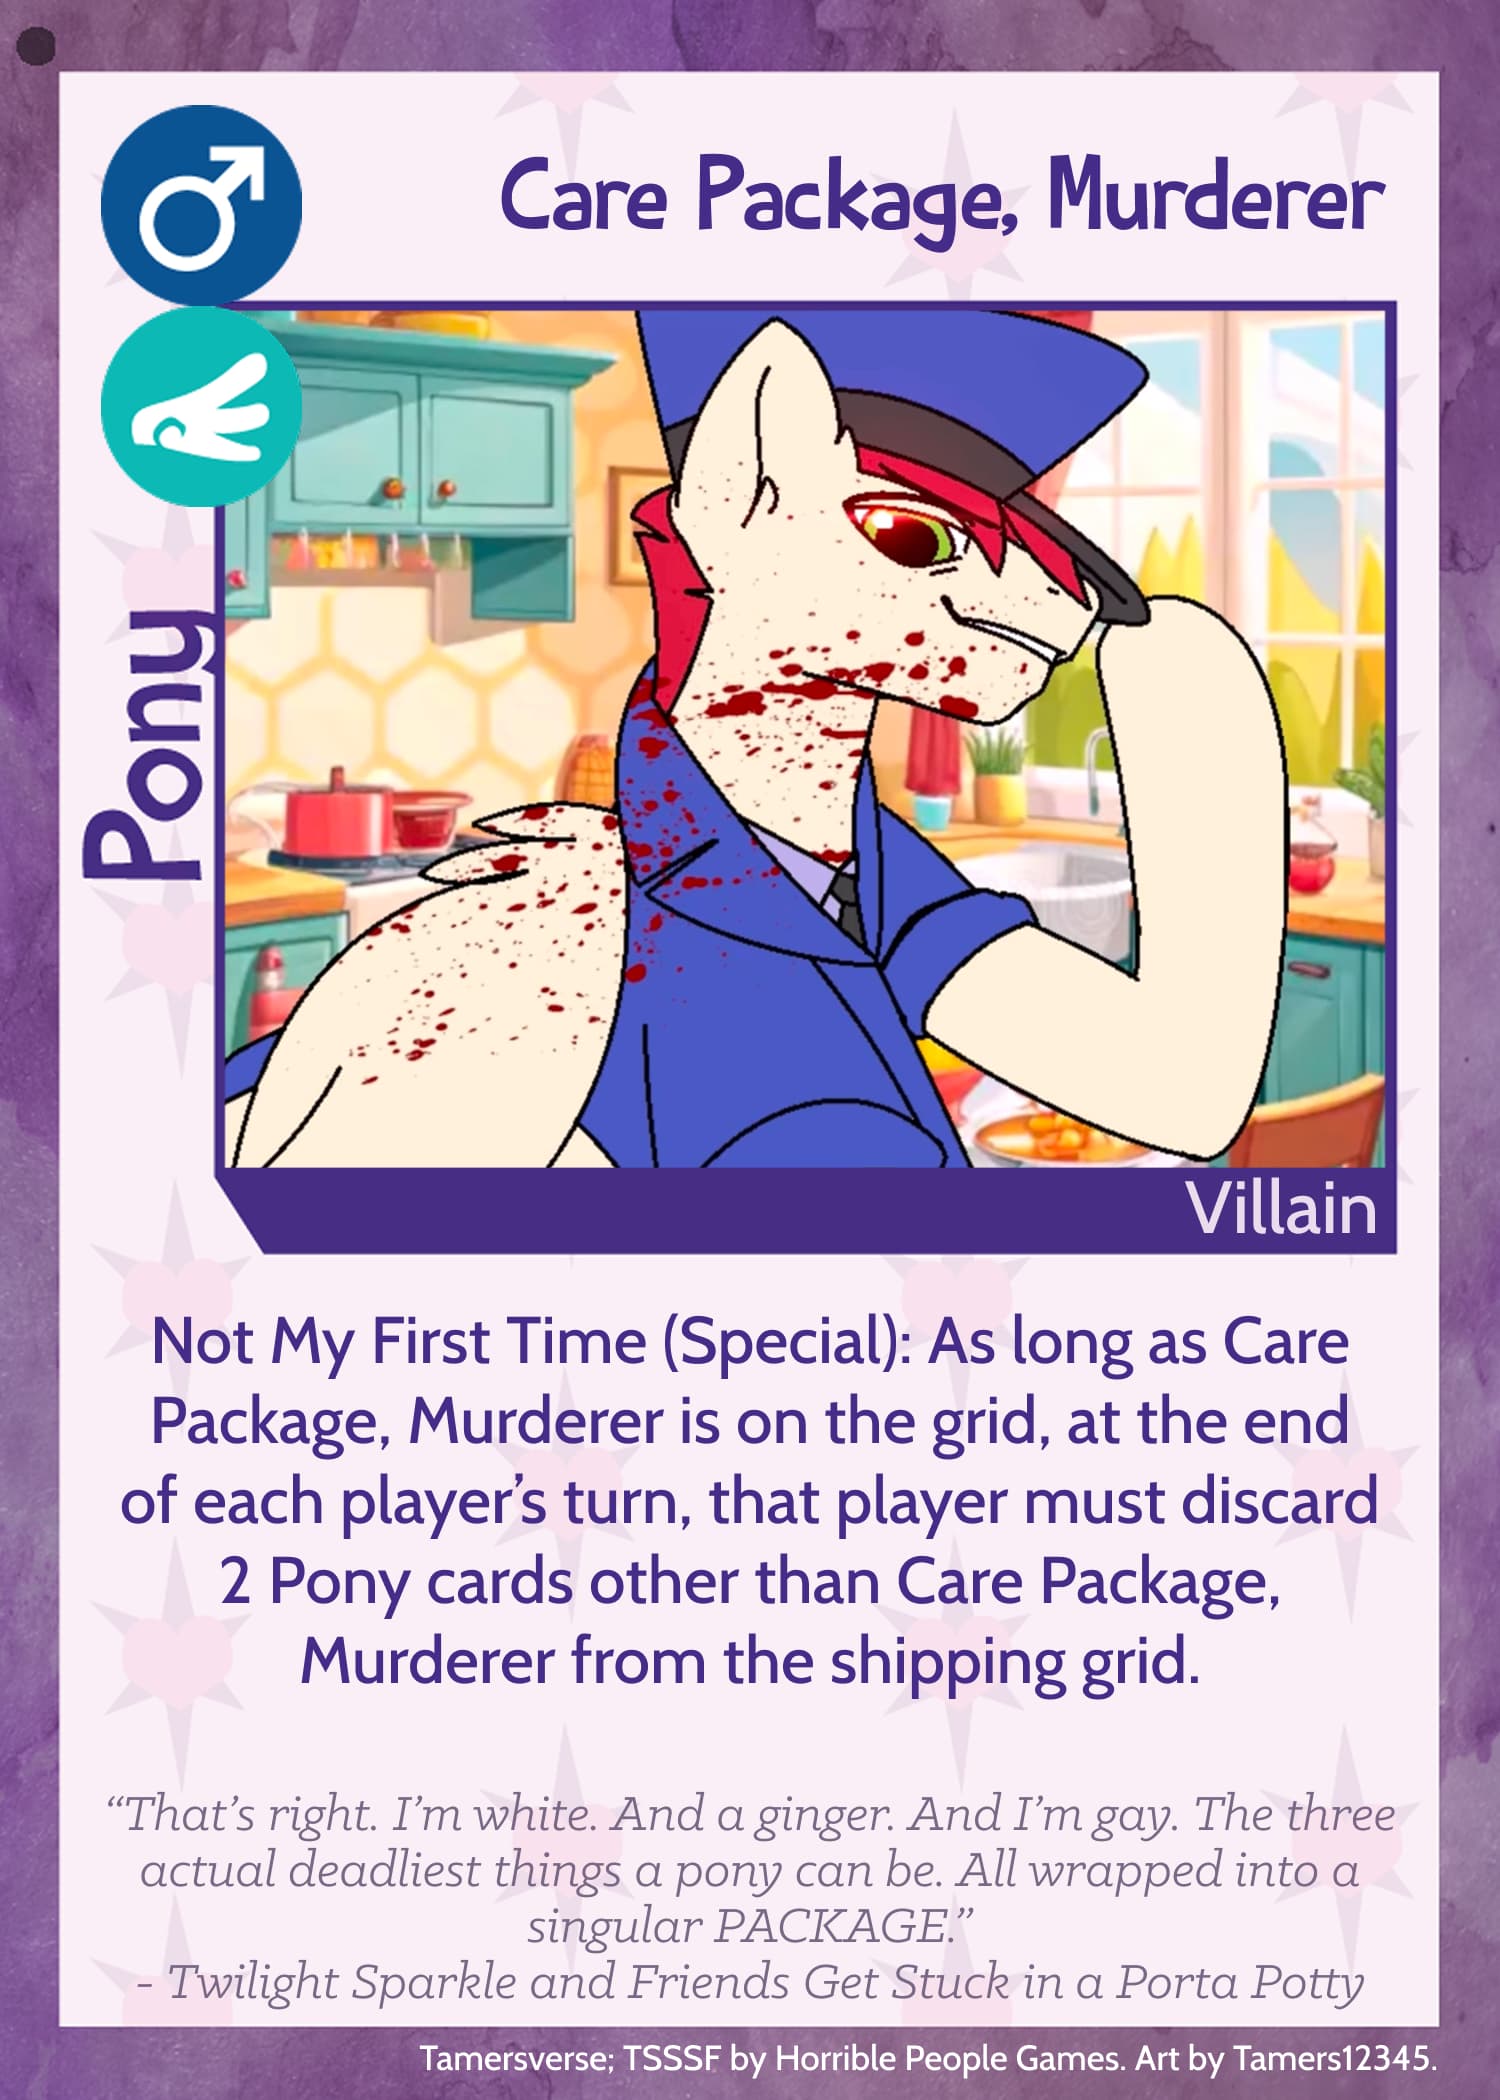 Care Package, Murderer
Pony
Villain
Not My First Time (Special): As long as Care
Package, Murderer is on the grid, at the end
of each player’s turn, that player must discard
2 Pony cards other than Care Package,
Murderer from the shipping grid.
“That’s right. I’m white. And a ginger. And I’m gay. The three
actual deadliest things a pony can be. All wrapped into a
singular PACKAGE.”
- Twilight Sparkle and Friends Get Stuck in a Porta Potty
Tamersverse; TSSSF by Horrible People Games. Art by Tamers12345.